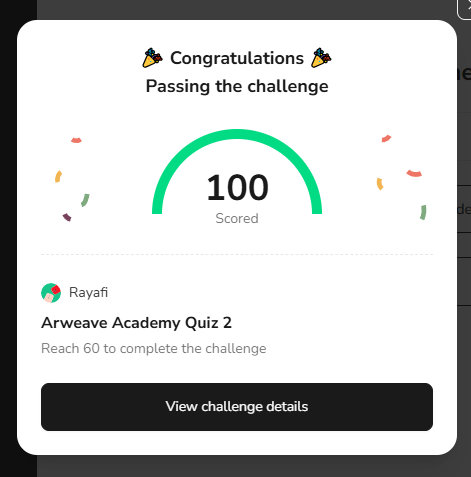 Congratulations
Passing the challenge
100
Scored
Rayafi
Arweave Academy Quiz 2
Reach 60 to complete the challenge
View challenge details